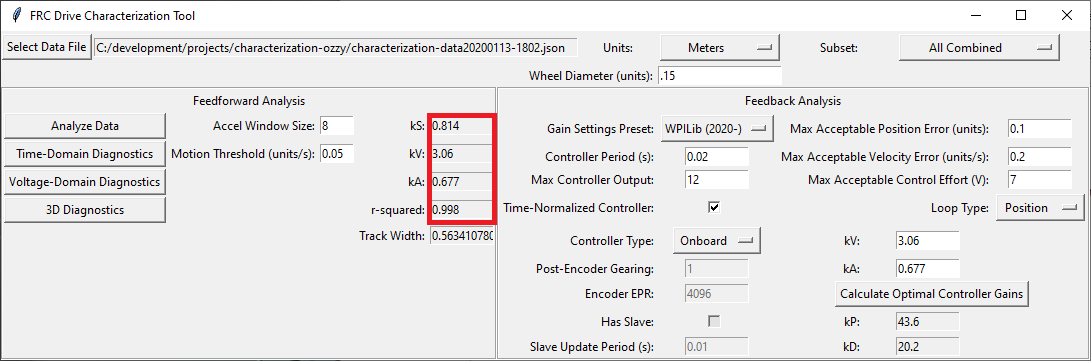 FRC Drive Characterization Tool
Select Data File C:/development/projects/characterization-ozzy/characterization-data20200113-1802.json Units: Meters Subset: All Combined
Wheel Diameter (units): .15
Feedforward Analysis
Analyze Data Accel Window Size: 8 kS: 0.814
Time-Domain Diagnostics Motion Threshold (units/s): 0.05 kV: 3.06
Voltage-Domain Diagnostics kA: 0.677
3D Diagnostics r-squared: 0.998
Track Width: 0.563410780
Feedback Analysis
Gain Settings Preset: WPILib (2020-) Max Acceptable Position Error (units): 0.1
Controller Period (s): 0.02 Max Acceptable Velocity Error (units/s): 0.2
Max Controller Output: 12 Max Acceptable Control Effort (V): 7
Time-Normalized Controller: Loop Type: Position
Controller Type: Onboard kV: 3.06
Post-Encoder Gearing: 1 kA: 0.677
Encoder EPR: 4096 Calculate Optimal Controller Gains
Has Slave: kP: 43.6
Slave Update Period (s): 0.01 kD: 20.2